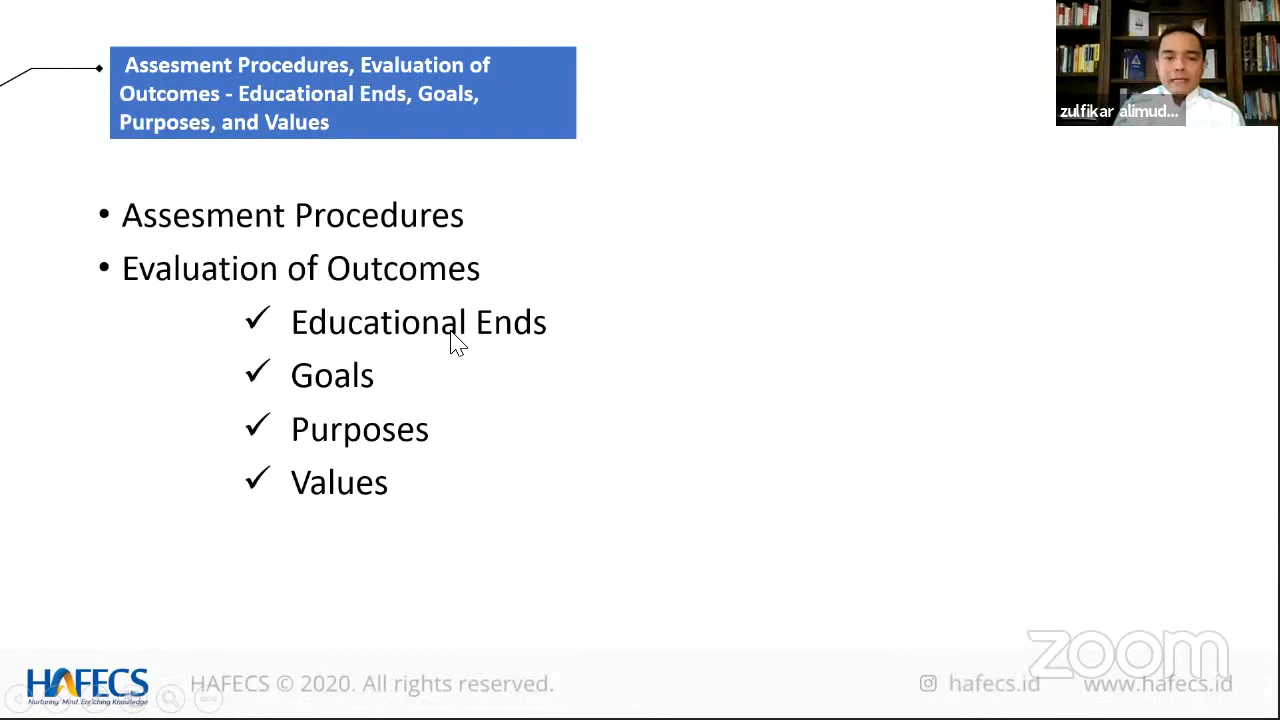 Assesment Procedures, Evaluation of
Outcomes - Educational Ends, Goals,
Purposes, and Values
zulfikar alimud...
• Assesment Procedures
• Evaluation of Outcomes
✓ Educational Ends
✓ Goals
✓ Purposes
✓ Values
zoom
HAFECS
Nurturing Mind, Enriching Knowledge
HAFECS © 2020. All rights reserved.
hafecs.id
www.hafecs.id